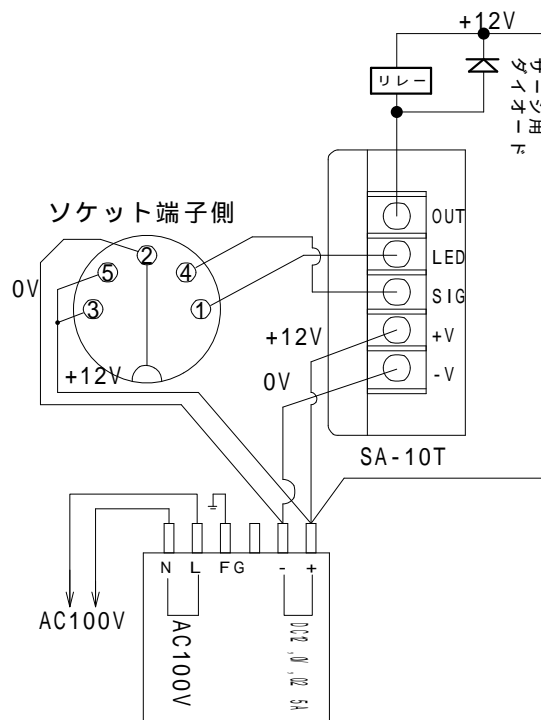 +12V
リレー
サージ用
ダイオード
ソケット端子側
OUT
LED
SIG
+V
-V
2
5
4
3
1
0V
+12V
+12V
0V
SA-10T
N L FG - +
AC100V
AC100V